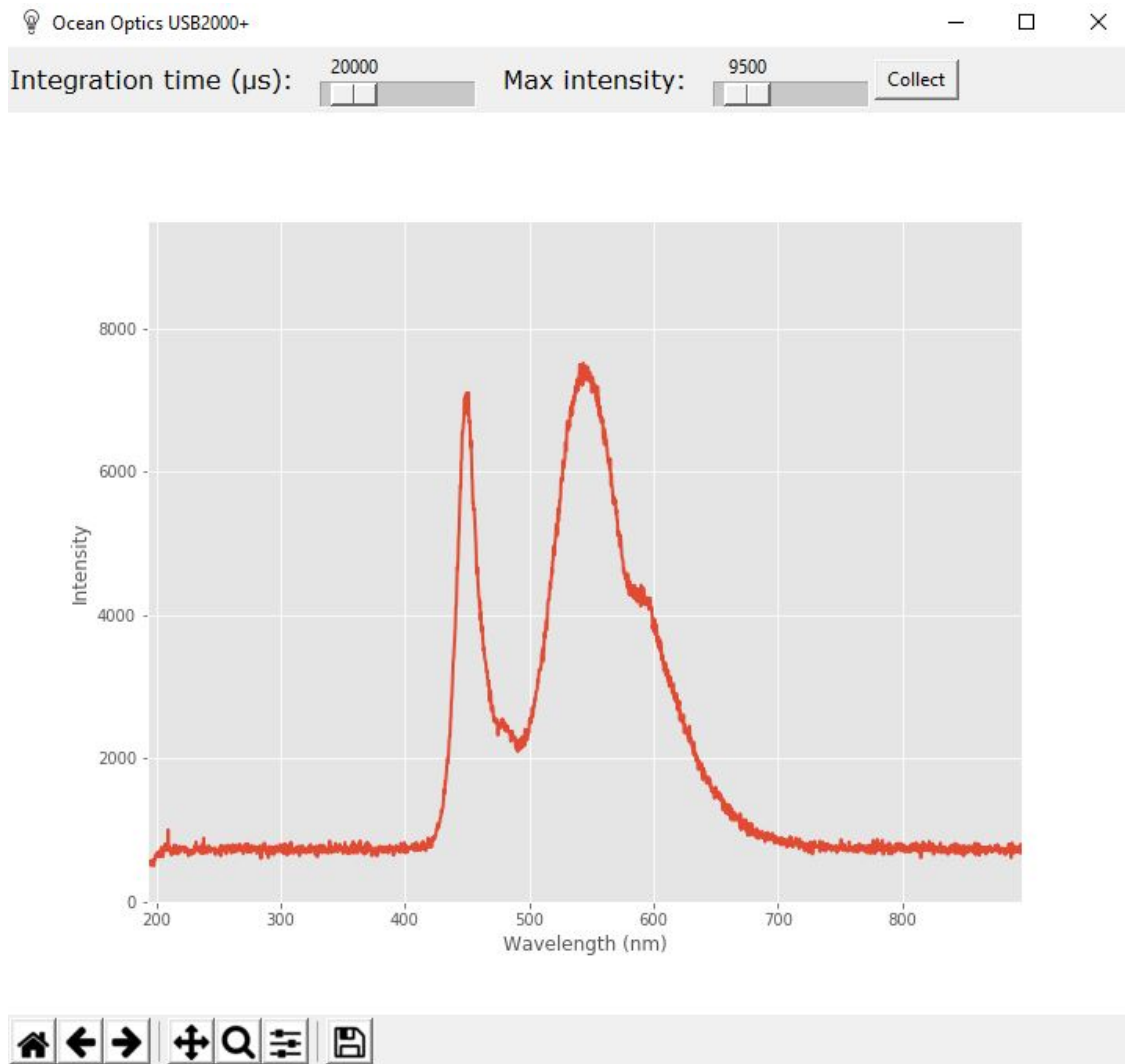 Ocean Optics USB2000+
Integration time (µs): 20000 Max intensity: 9500 Collect
8000
6000
4000
2000
0
Intensity
200 300 400 500 600 700 800
Wavelength (nm)